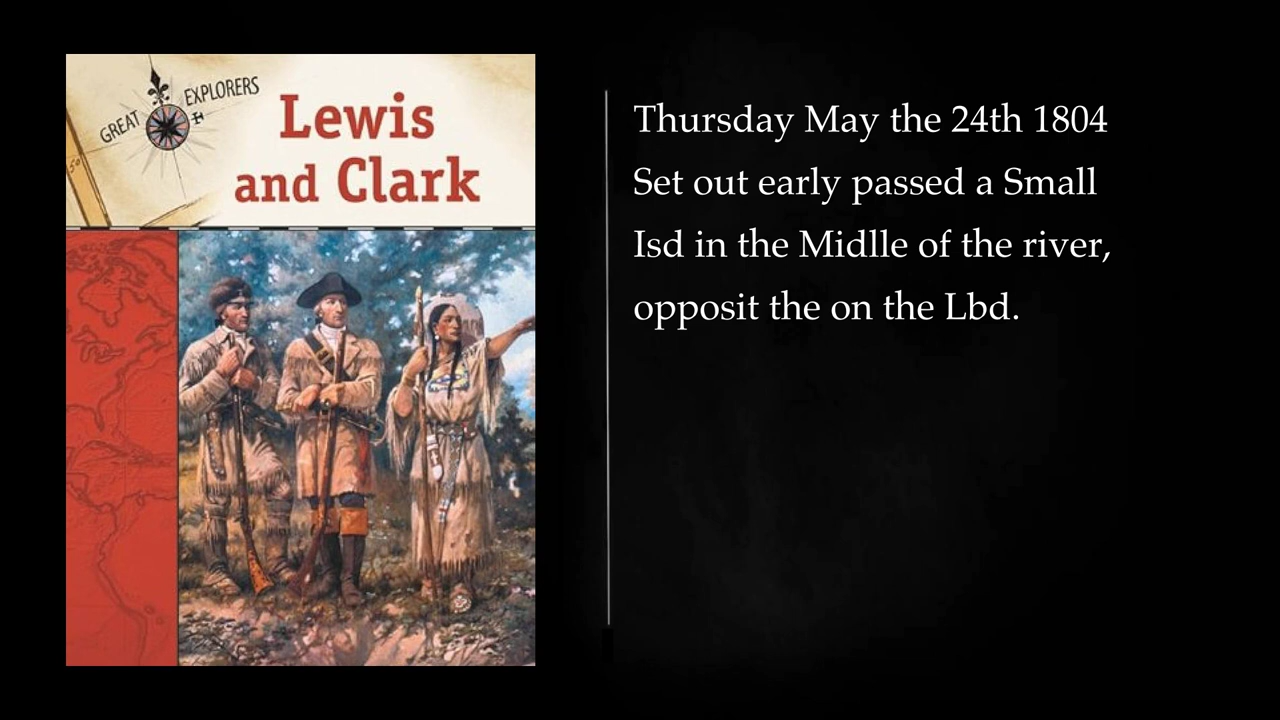 GREAT EXPLORERS
Lewis
and Clark
50
Thursday May the 24th 1804
Set out early passed a Small
Isd in the Midlle of the river,
opposit the on the Lbd.